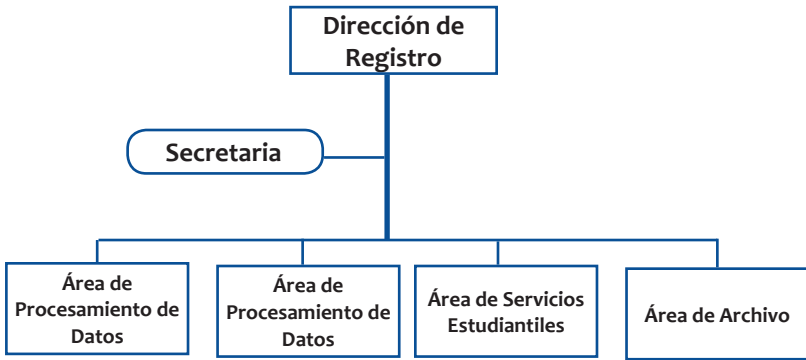 Dirección de
Registro
Secretaria
Área de
Procesamiento de
Datos
Área de
Procesamiento de
Datos
Área de Servicios
Estudiantiles
Área de Archivo